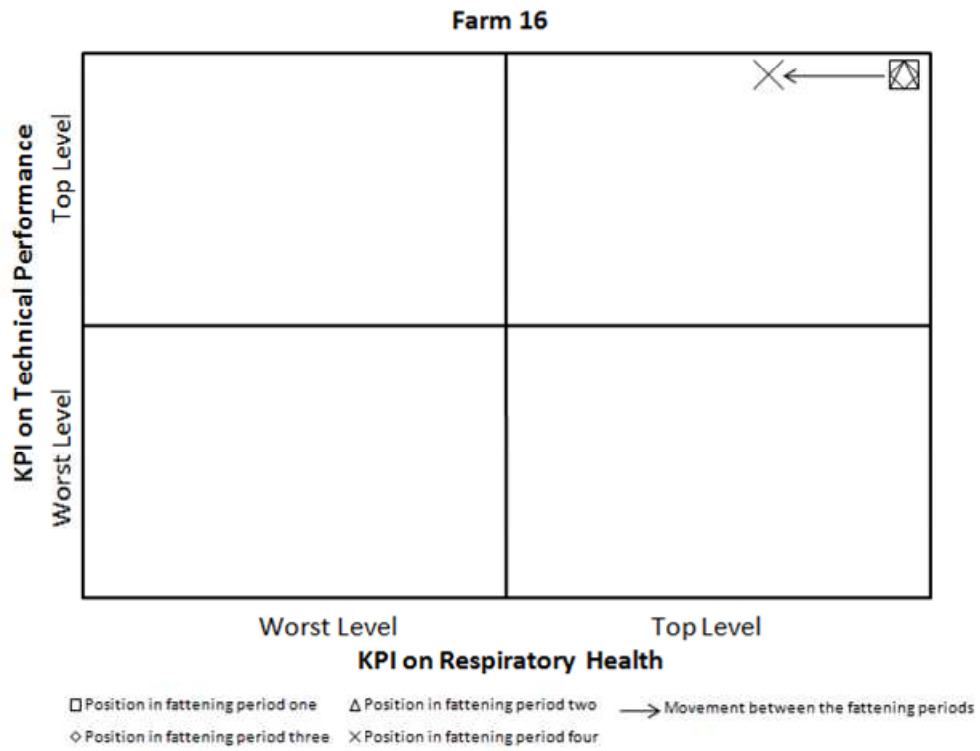 Farm 16
KPI on Technical Performance
Top Level
Worst Level
Worst Level
Top Level
KPI on Respiratory Health
Position in fattening period one
Position in fattening period two
Movement between the fattening periods
Position in fattening period three
Position in fattening period four